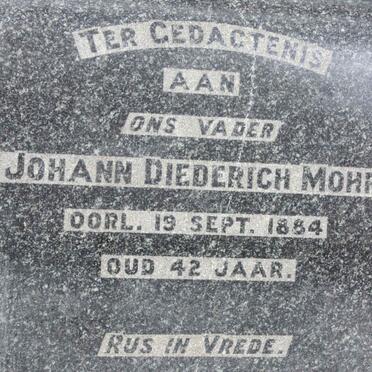 TER GEDACTENIS
AAN
ONS VADER
JOHANN DIEDERICH MOHR
OORL. 19 SEPT. 1884
OUD 42 JAAR.
RUS IN VREDE.